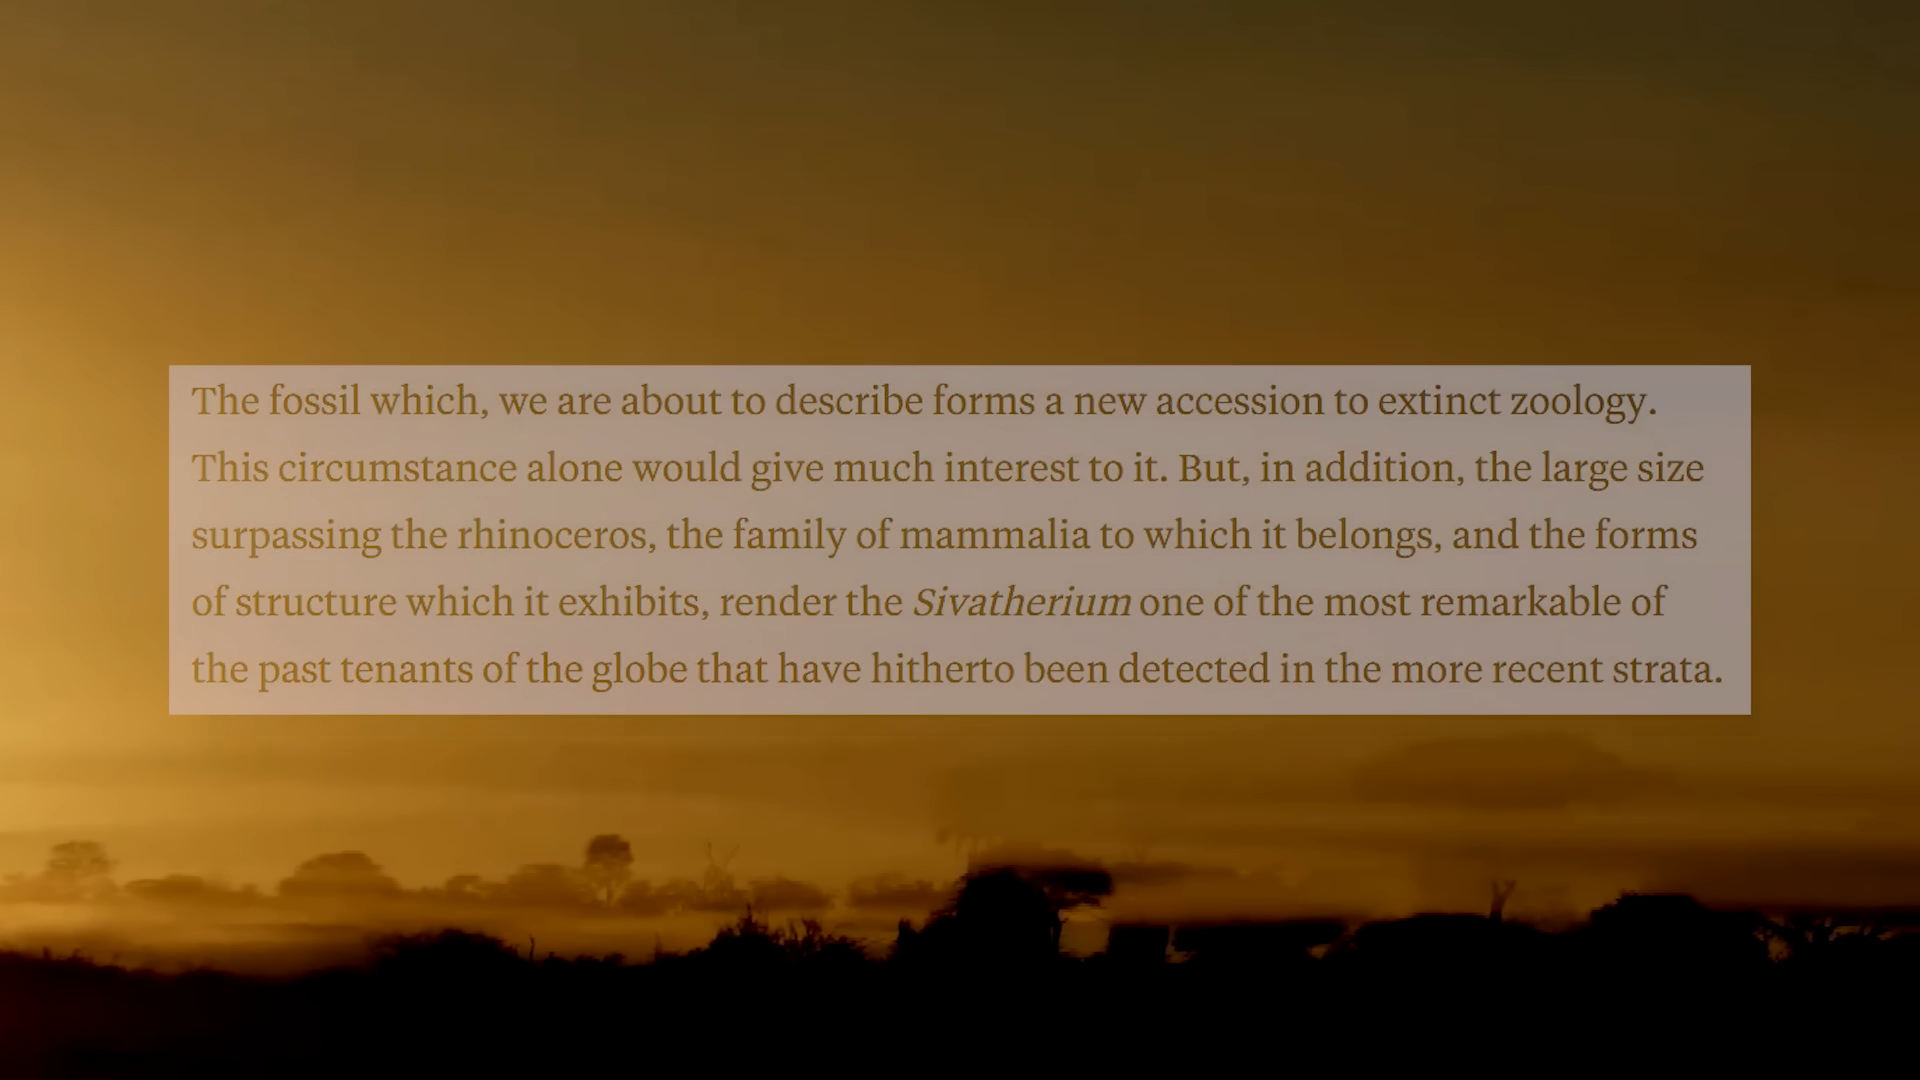 The fossil which, we are about to describe forms a new accession to extinct zoology.
This circumstance alone would give much interest to it. But, in addition, the large size
surpassing the rhinoceros, the family of mammalia to which it belongs, and the forms
of structure which it exhibits, render the Sivatherium one of the most remarkable of
the past tenants of the globe that have hitherto been detected in the more recent strata.